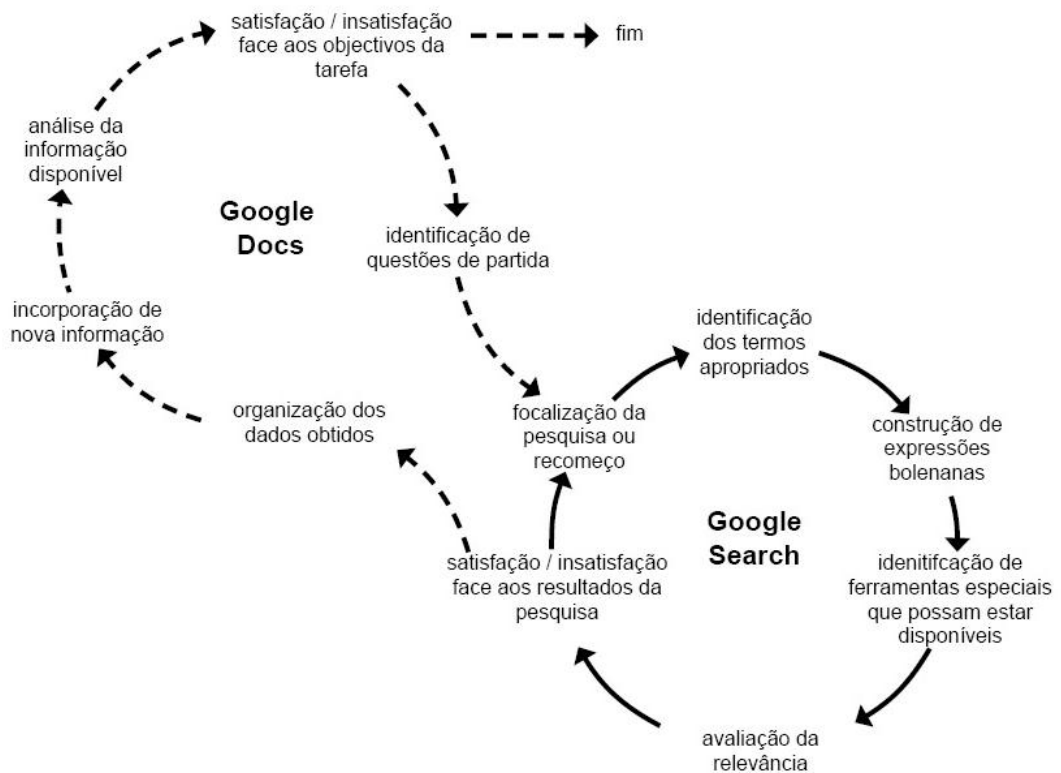 satisfação / insatisfação
face aos objectivos da
tarefa
fim
análise da
informação
disponível
Google
Docs
identificação de
questões de partida
incorporação de
nova informação
identificação
dos termos
apropriados
organização dos
dados obtidos
focalização da
pesquisa ou
recomeço
construção de
expressões
bolenanas
Google
Search
satisfação / insatisfação
face aos resultados da
pesquisa
idenitifcação de
ferramentas especiais
que possam estar
disponíveis
avaliação da
relevância